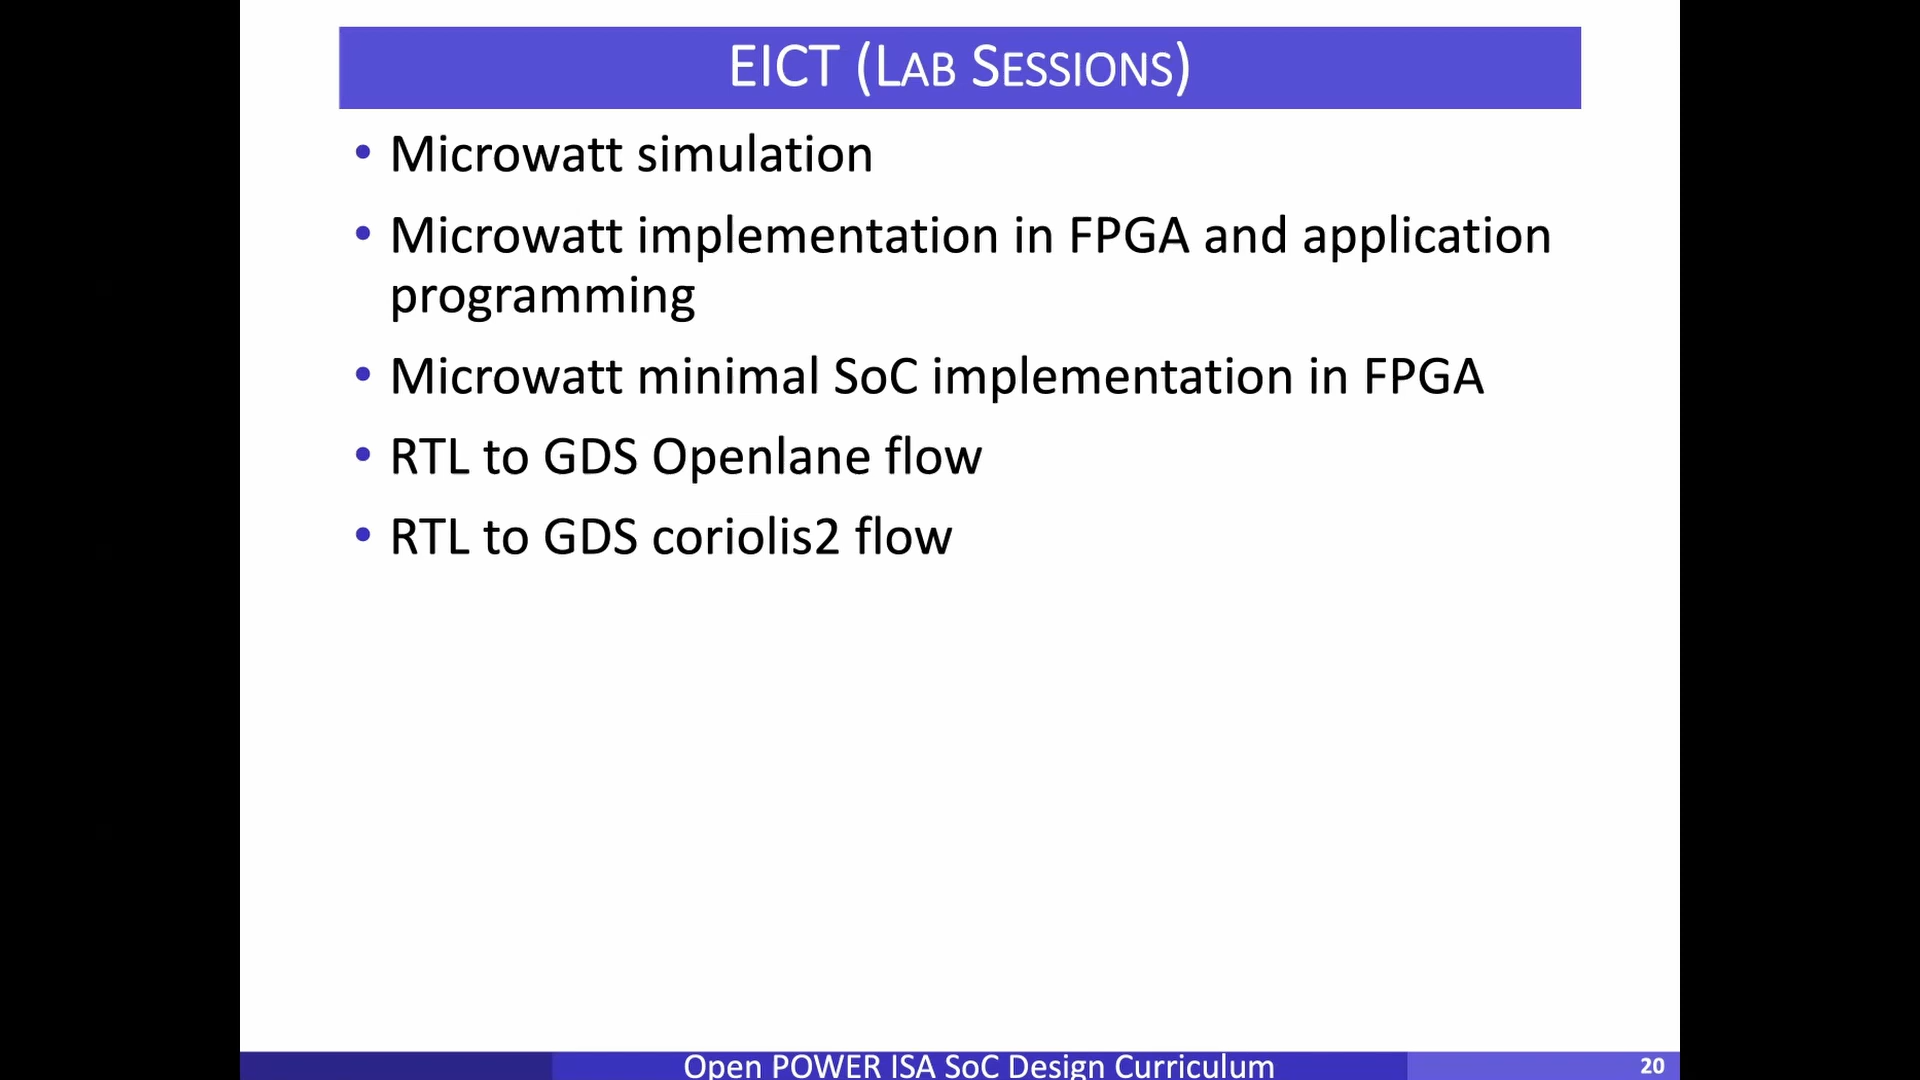 EICT (LAB SESSIONS)
• Microwatt simulation
• Microwatt implementation in FPGA and application
programming
• Microwatt minimal SoC implementation in FPGA
• RTL to GDS Openlane flow
• RTL to GDS coriolis2 flow
Open POWER ISA SoC Design Curriculum
20